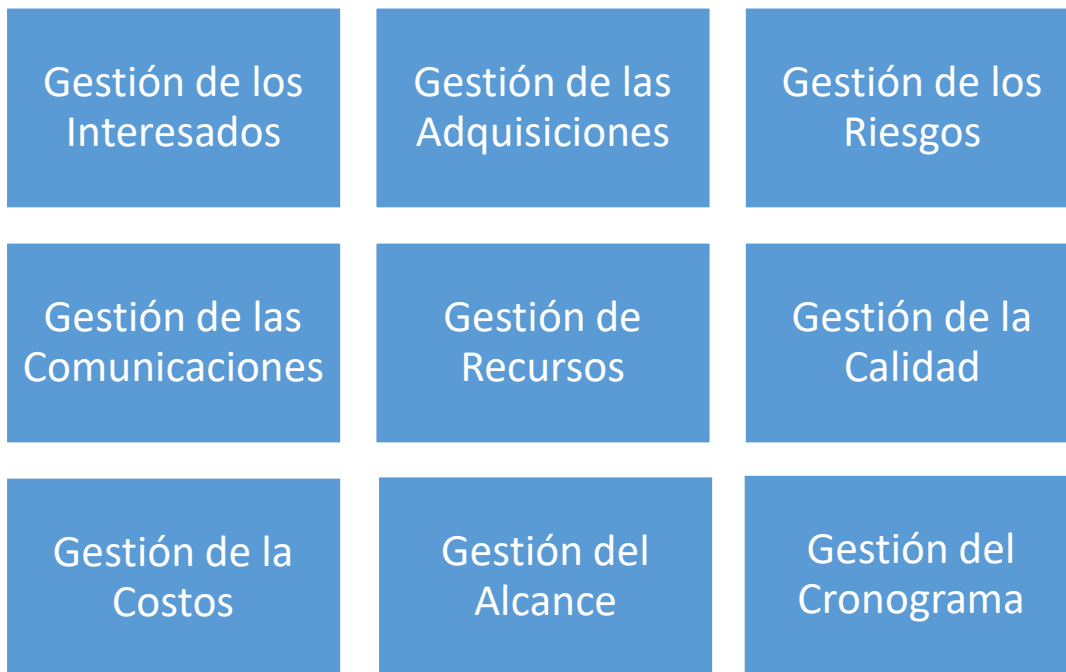 Gestión de los
Interesados
Gestión de las
Adquisiciones
Gestión de los
Riesgos
Gestión de las
Comunicaciones
Gestión de
Recursos
Gestión de la
Calidad
Gestión de la
Costos
Gestión del
Alcance
Gestión del
Cronograma